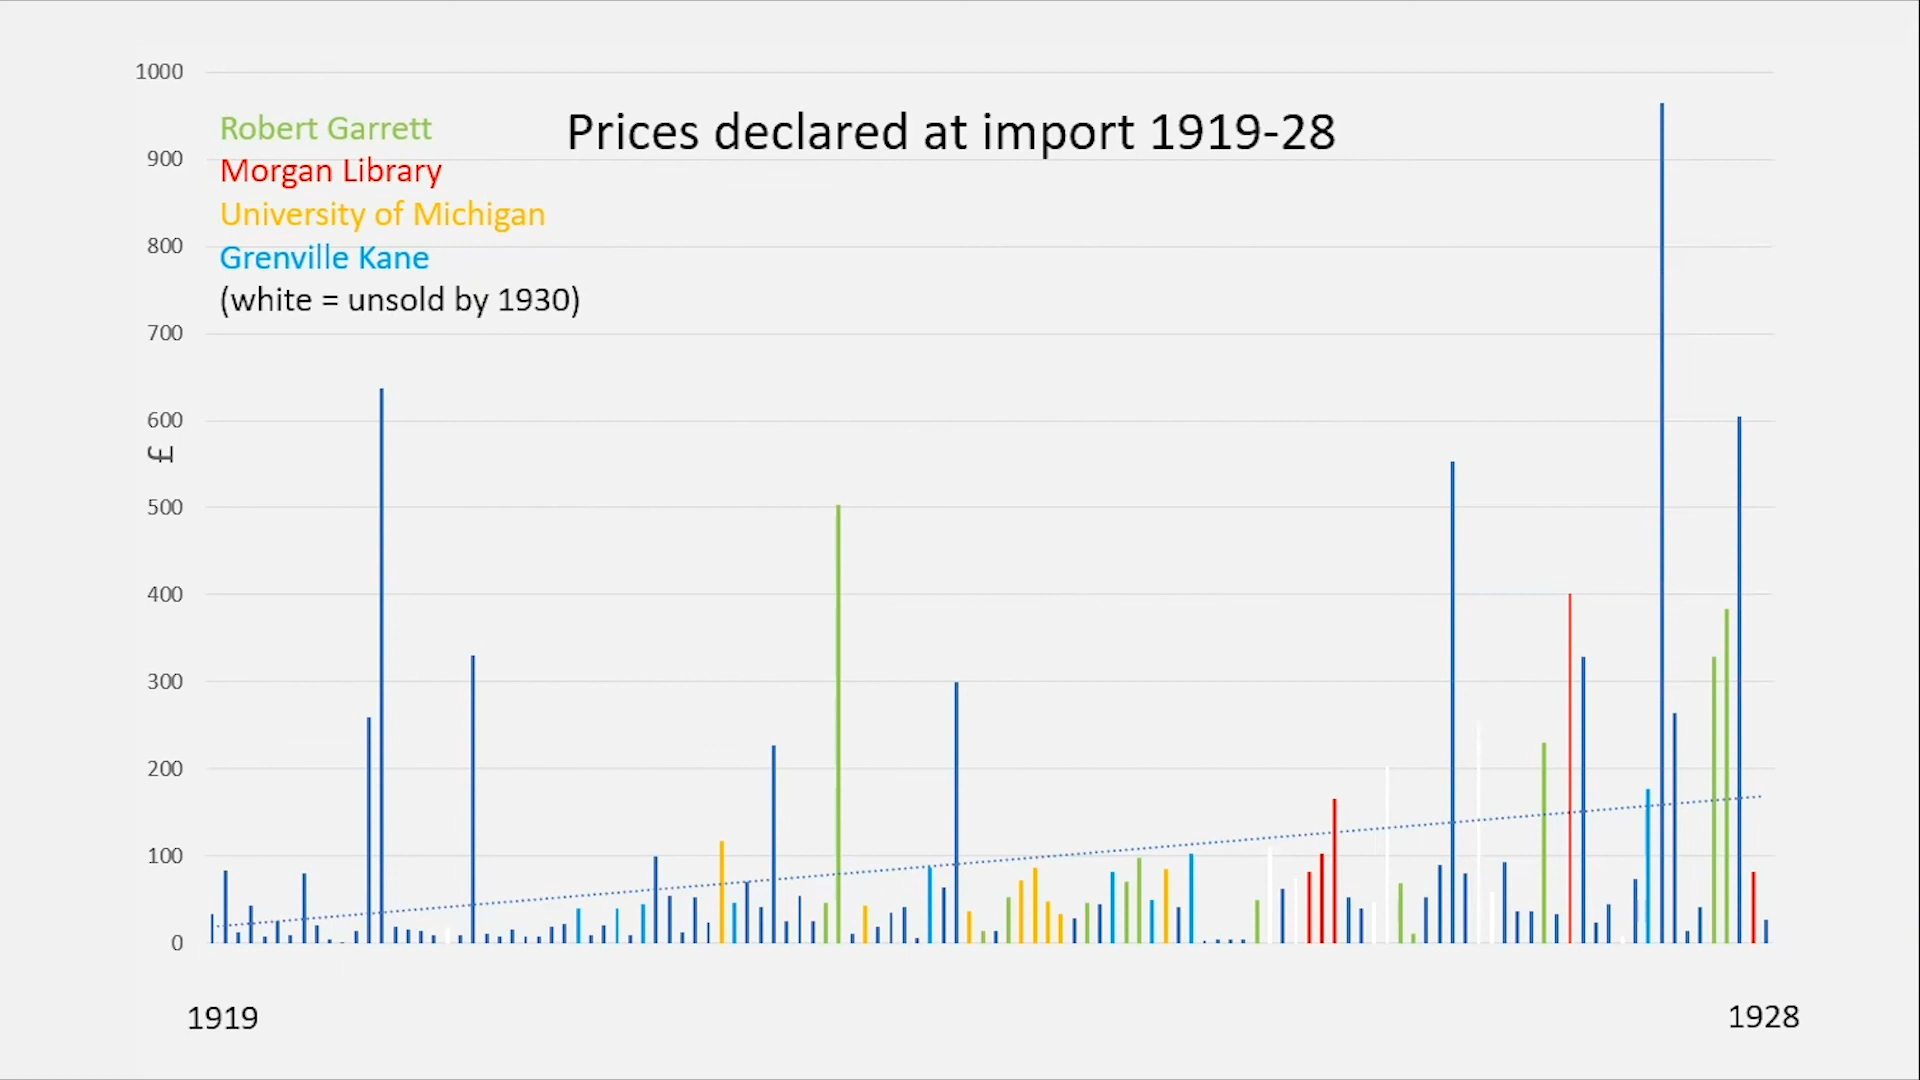 Prices declared at import 1919-28
Robert Garrett
Morgan Library
University of Michigan
Grenville Kane
(white = unsold by 1930)
1000
900
800
700
600
£
500
400
300
200
100
0
1919
1928